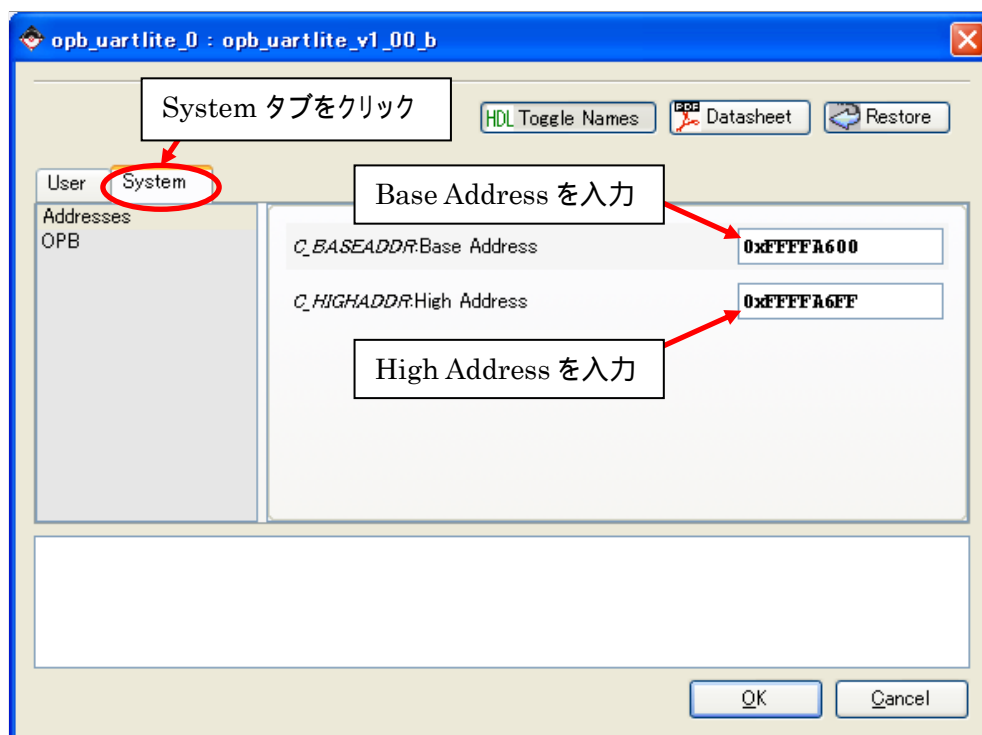 opb_uartlite_0 : opb_uartlite_v1_00_b
System タブをクリック
HDL Toggle Names
PDF Datasheet
Restore
User
System
Base Address を入力
Addresses
OPB
C_BASEADDR:Base Address
0xFFFFA600
C_HIGHADDR:High Address
0xFFFFA6FF
High Address を入力
OK
Cancel